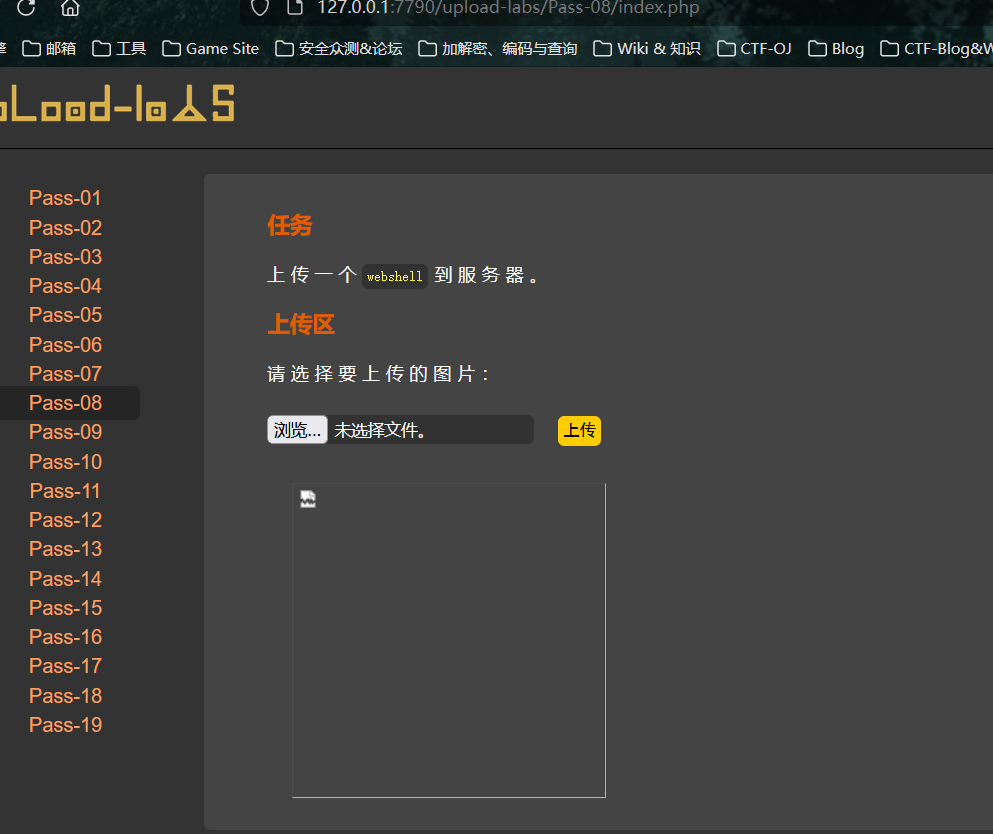 127.0.0.1:7790/upload-labs/Pass-08/index.php
邮箱 工具 Game Site 安全众测&论坛 加解密、编码与查询 Wiki & 知识 CTF-OJ Blog CTF-Blog&W
pLoad-labS
Pass-01
Pass-02
Pass-03
Pass-04
Pass-05
Pass-06
Pass-07
Pass-08
Pass-09
Pass-10
Pass-11
Pass-12
Pass-13
Pass-14
Pass-15
Pass-16
Pass-17
Pass-18
Pass-19
任务
上传一个 webshell 到服务器。
上传区
请选择要上传的图片：
浏览... 未选择文件。 上传